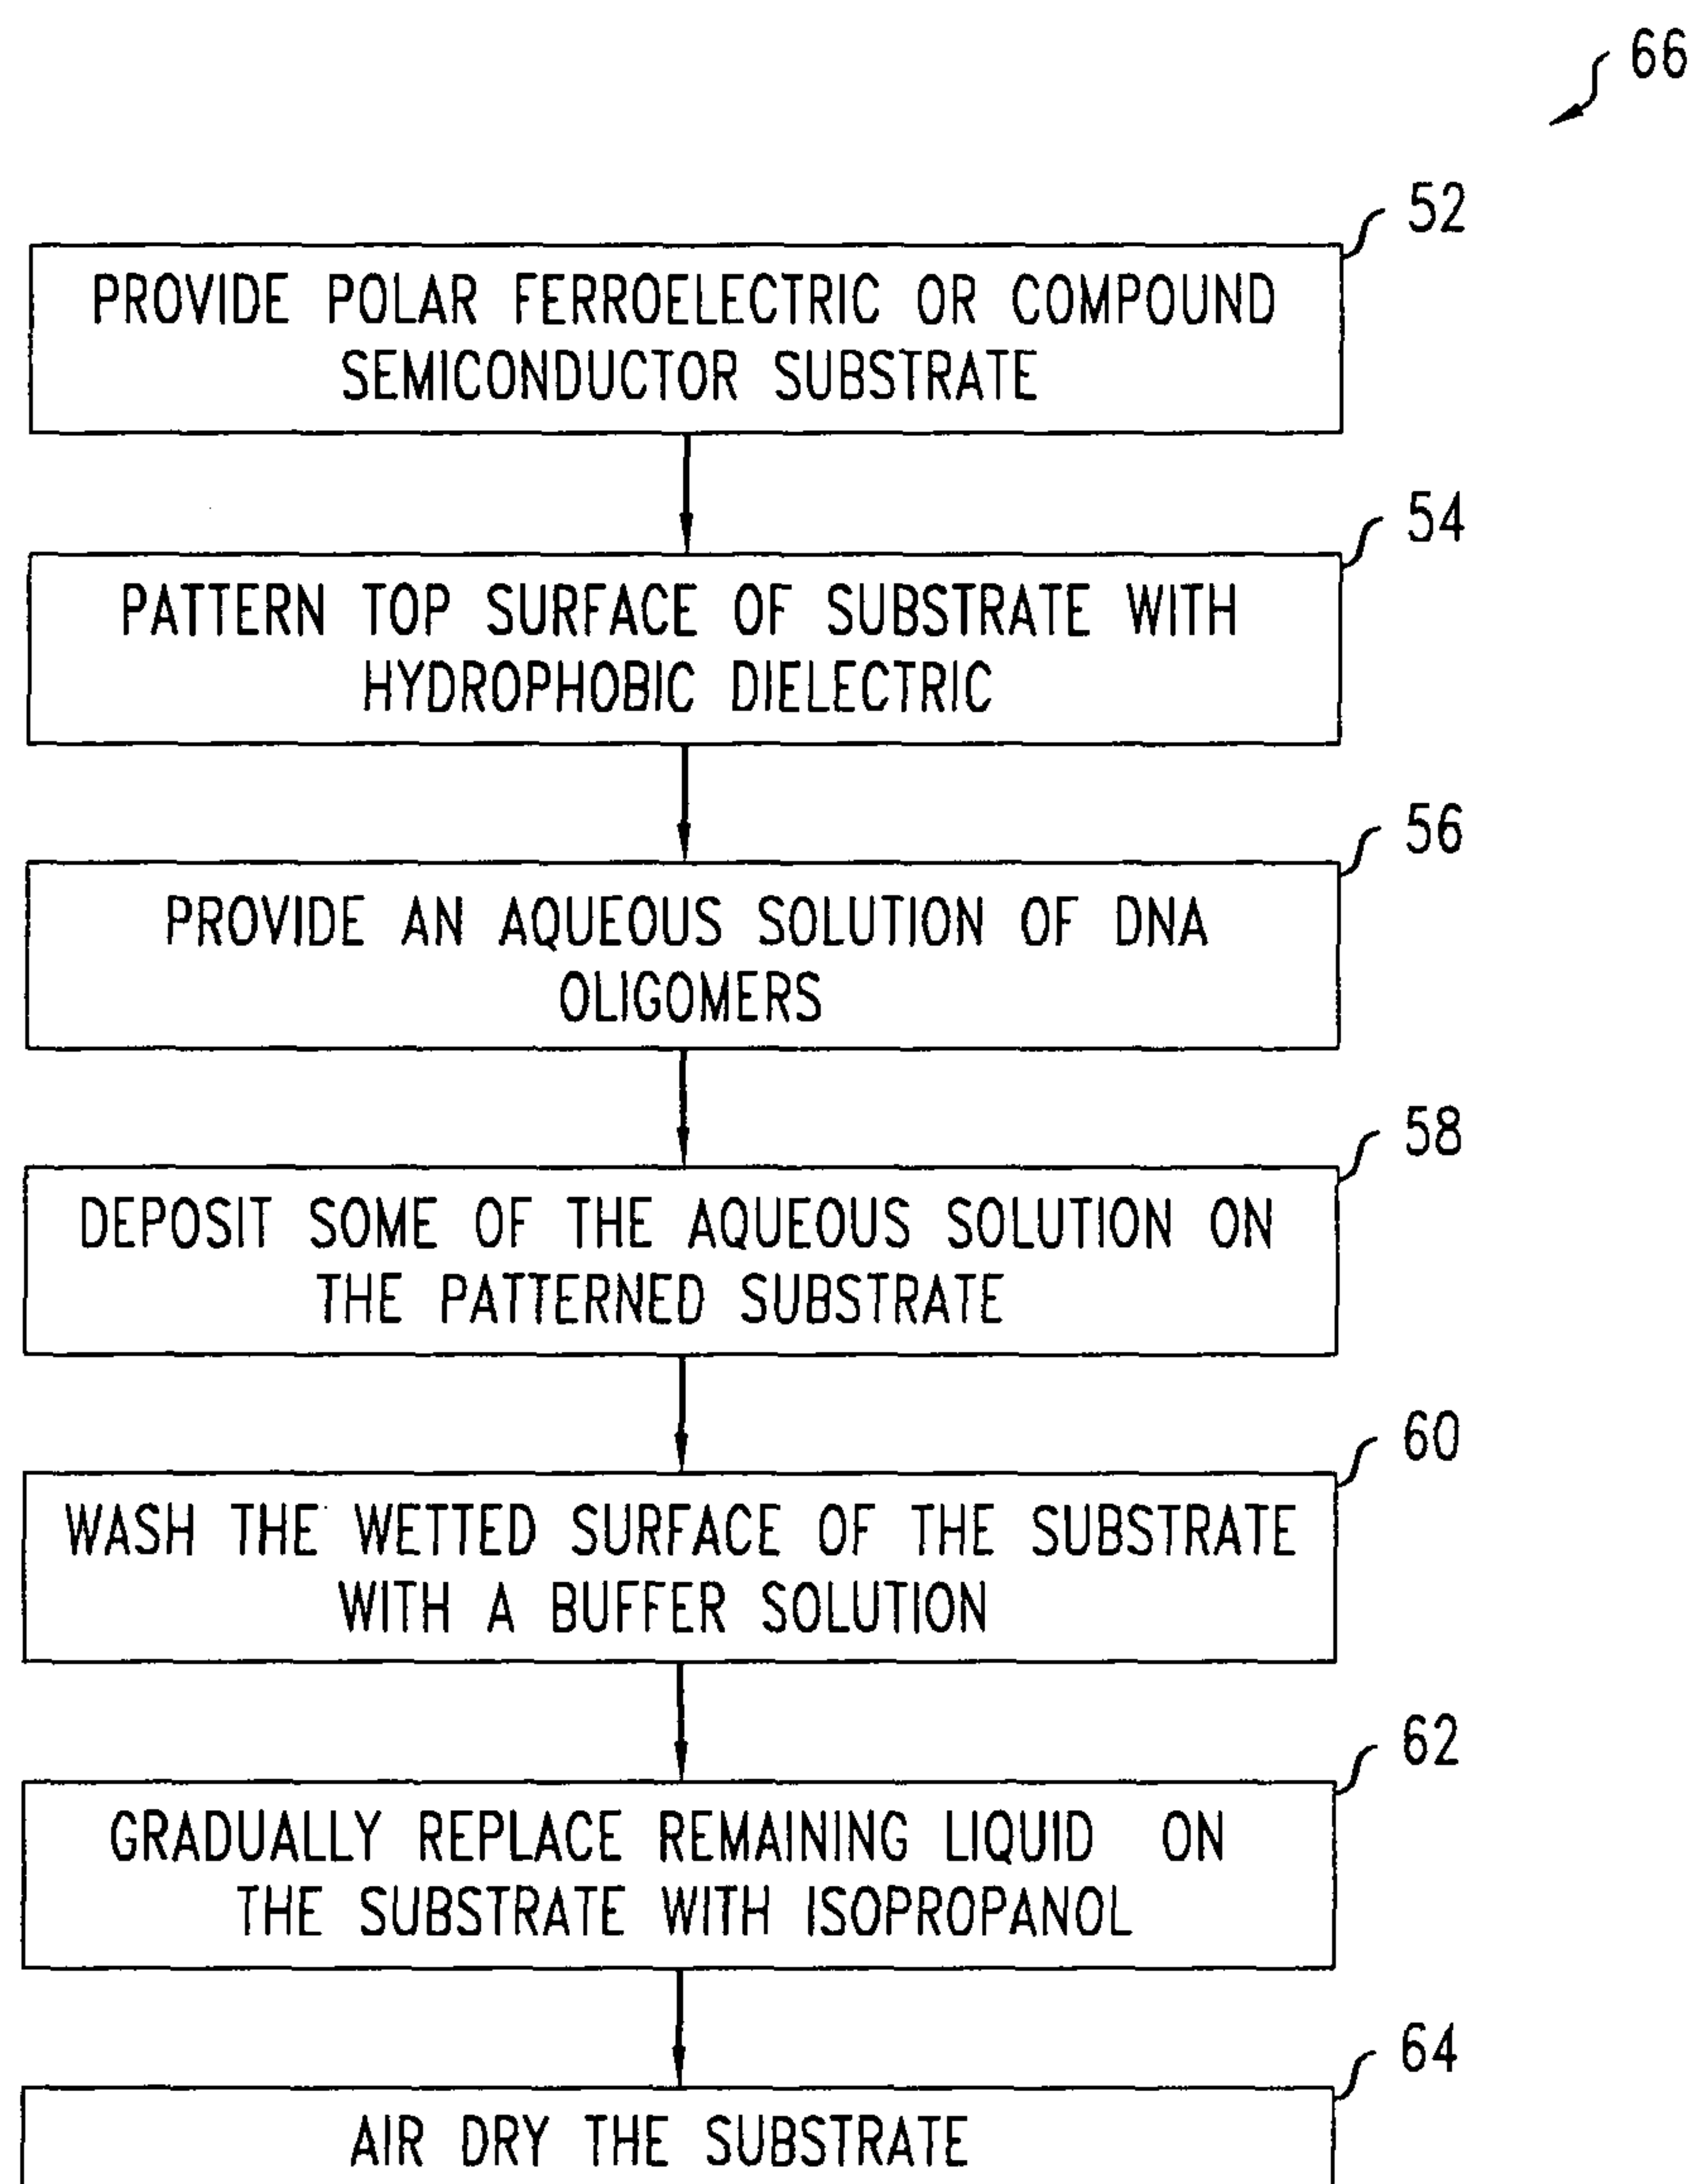 66
52
PROVIDE POLAR FERROELECTRIC OR COMPOUND
SEMICONDUCTOR SUBSTRATE
54
PATTERN TOP SURFACE OF SUBSTRATE WITH
HYDROPHOBIC DIELECTRIC
56
PROVIDE AN AQUEOUS SOLUTION OF DNA
OLIGOMERS
58
DEPOSIT SOME OF THE AQUEOUS SOLUTION ON
THE PATTERNED SUBSTRATE
60
WASH THE WETTED SURFACE OF THE SUBSTRATE
WITH A BUFFER SOLUTION
62
GRADUALLY REPLACE REMAINING LIQUID ON
THE SUBSTRATE WITH ISOPROPANOL
64
AIR DRY THE SUBSTRATE